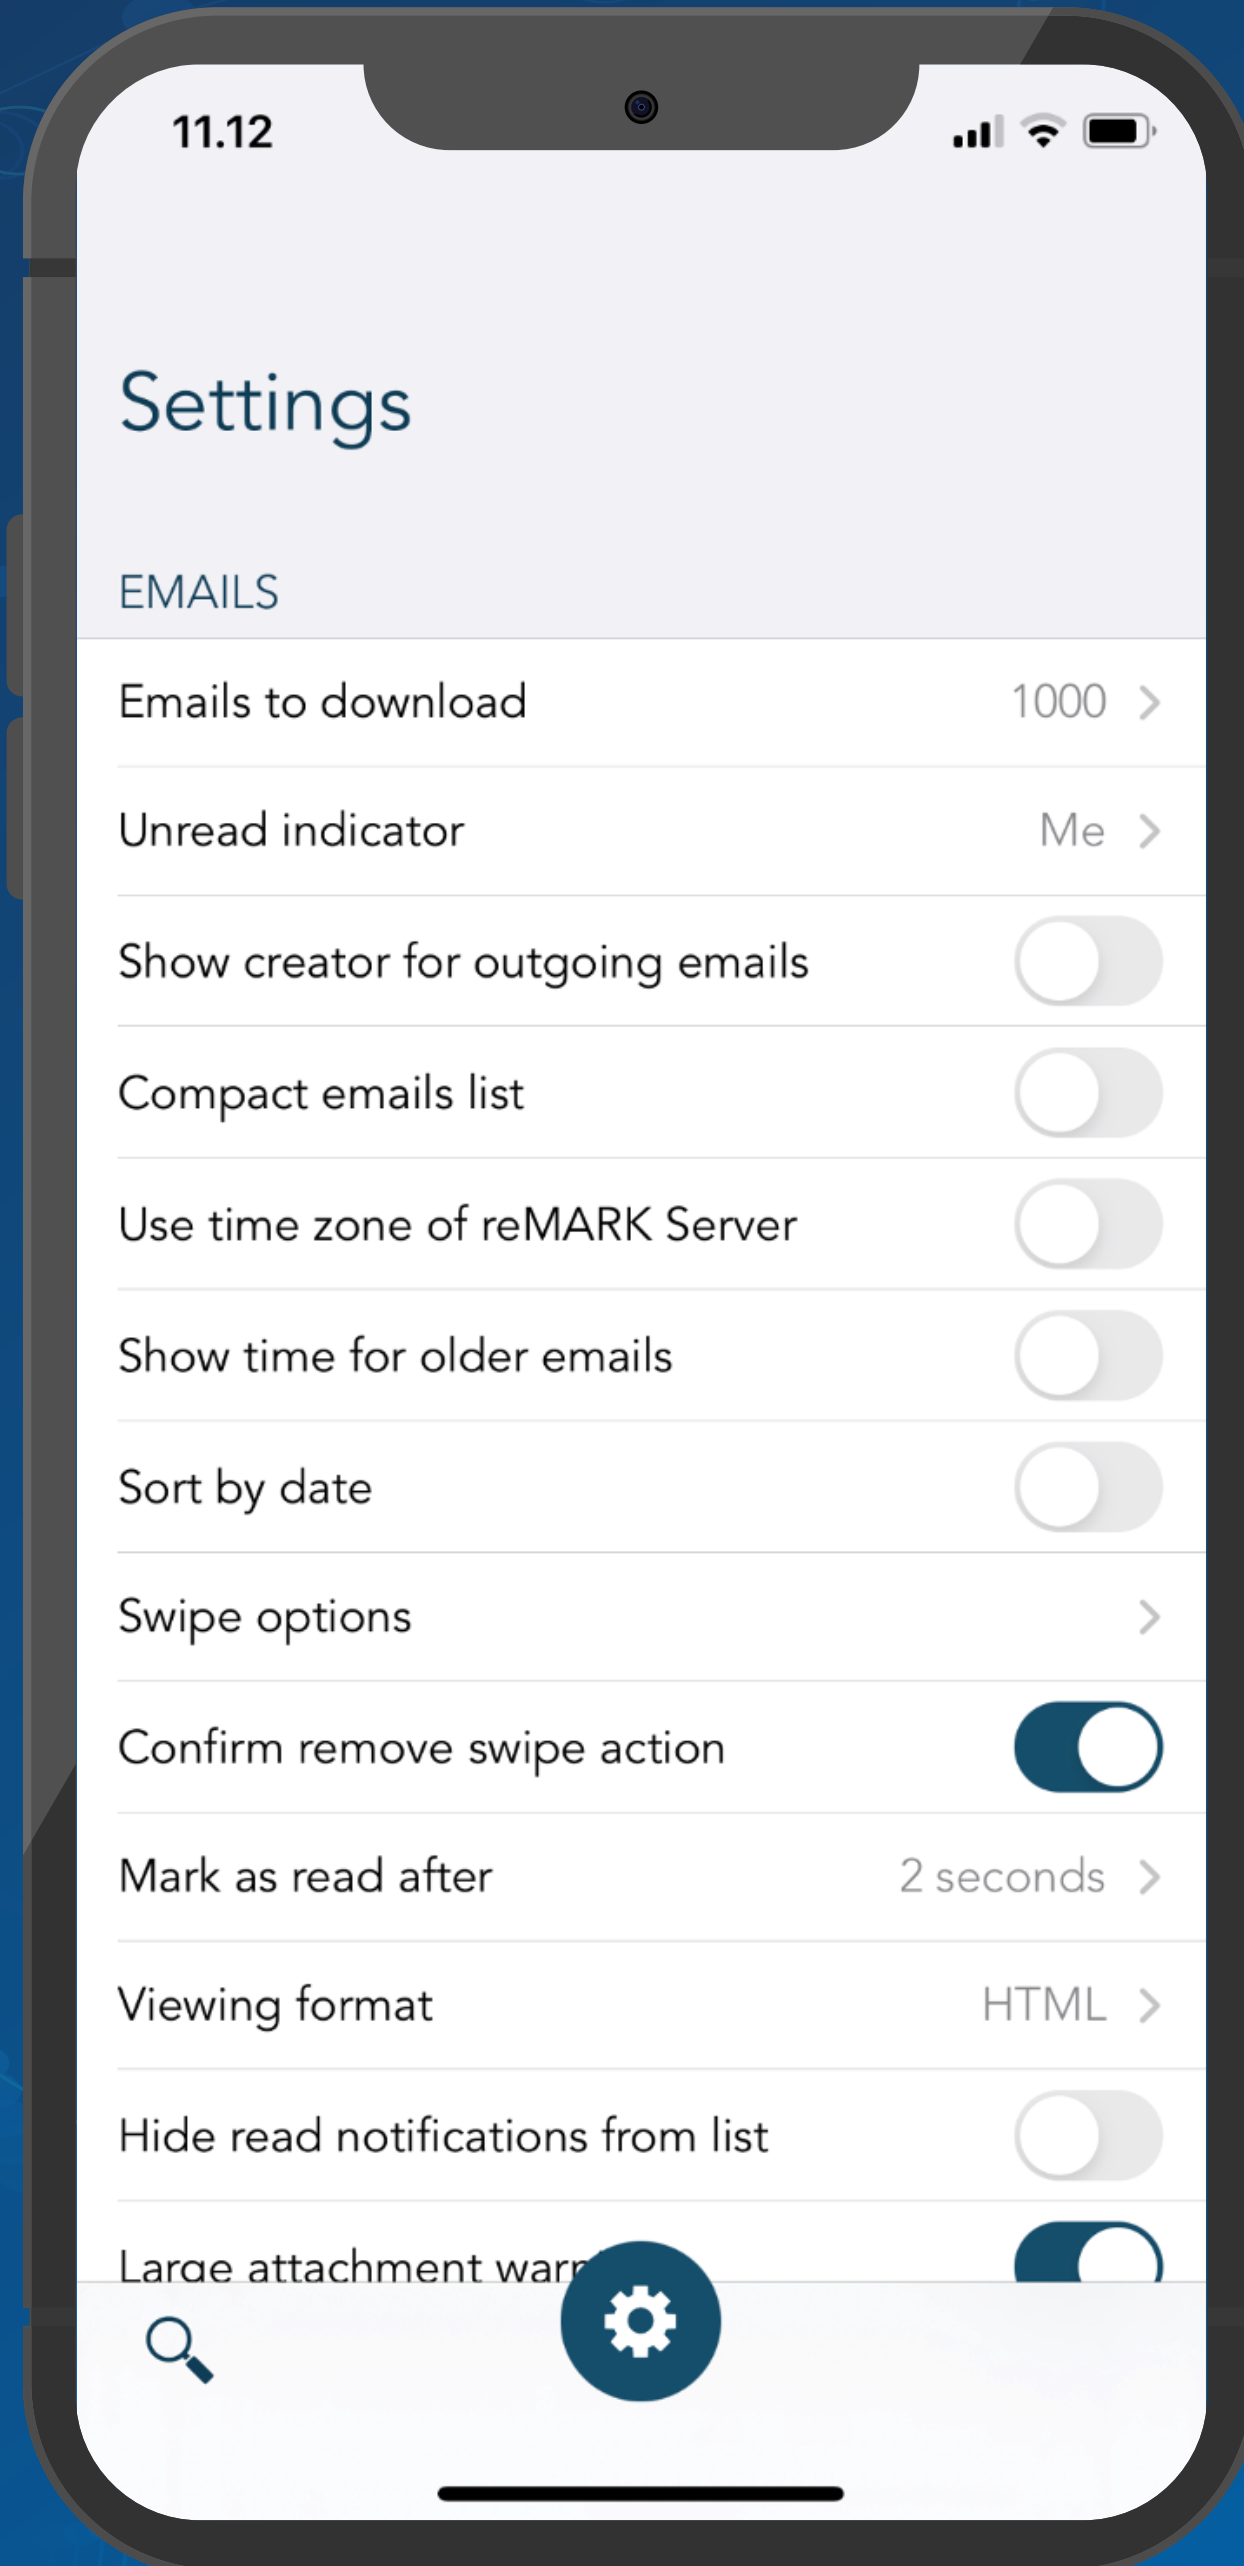 11.12
Settings
EMAILS
Emails to download 1000
Unread indicator Me
Show creator for outgoing emails
Compact emails list
Use time zone of reMARK Server
Show time for older emails
Sort by date
Swipe options
Confirm remove swipe action
Mark as read after 2 seconds
Viewing format HTML
Hide read notifications from list
Large attachment